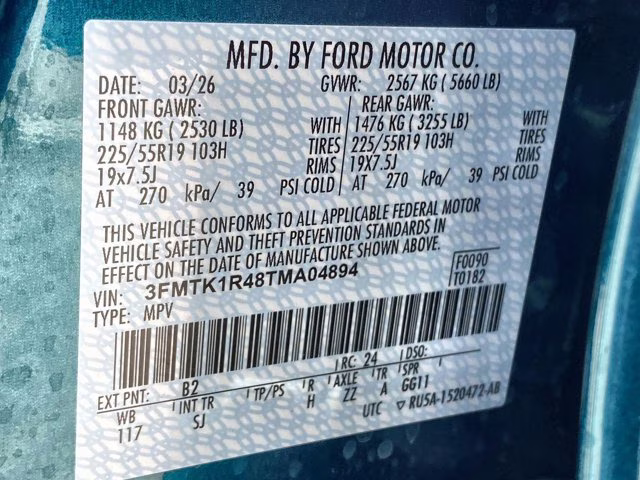 MFD. BY FORD MOTOR CO.
DATE: 03/26 GVWR: 2567 KG ( 5660 LB)
FRONT GAWR: REAR GAWR:
1148 KG ( 2530 LB) WITH 1476 KG ( 3255 LB) WITH
225/55R19 103H TIRES 225/55R19 103H TIRES
19x7.5J RIMS 19x7.5J RIMS
AT 270 kPa/ 39 PSI COLD AT 270 kPa/ 39 PSI COLD
THIS VEHICLE CONFORMS TO ALL APPLICABLE FEDERAL MOTOR
VEHICLE SAFETY AND THEFT PREVENTION STANDARDS IN
EFFECT ON THE DATE OF MANUFACTURE SHOWN ABOVE.
VIN: 3FMTK1R48TMA04894 F0090
TYPE: MPV T0182
EXT PNT: B2 RC: 24 DSO:
WB INT TR TP/PS R AXLE TR SPR
117 SJ H ZZ A GG11
UTC ▽ RU5A-1520472-AB